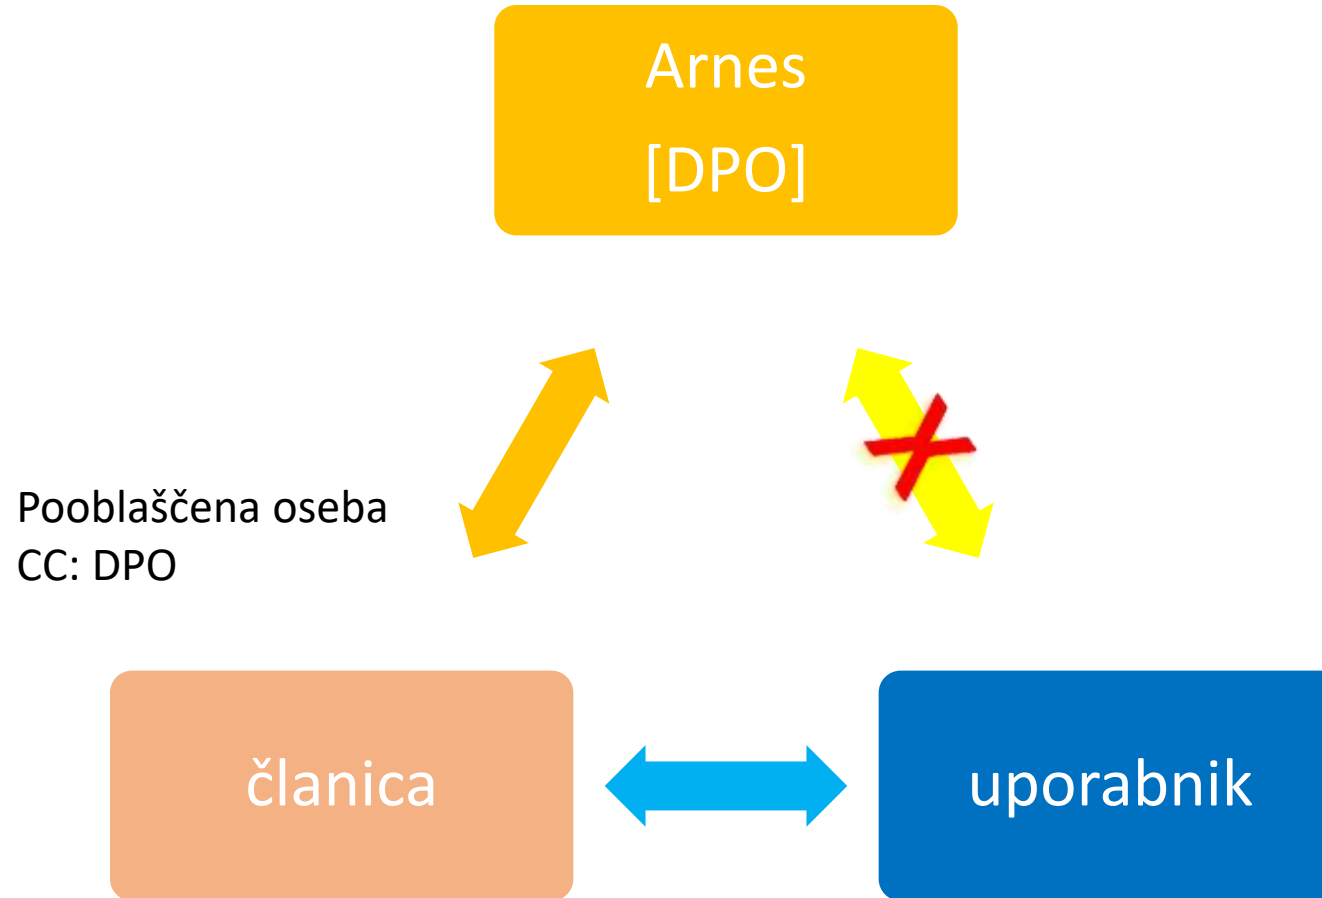 Arnes
[DPO]
Pooblaščena oseba
CC: DPO
članica
uporabnik